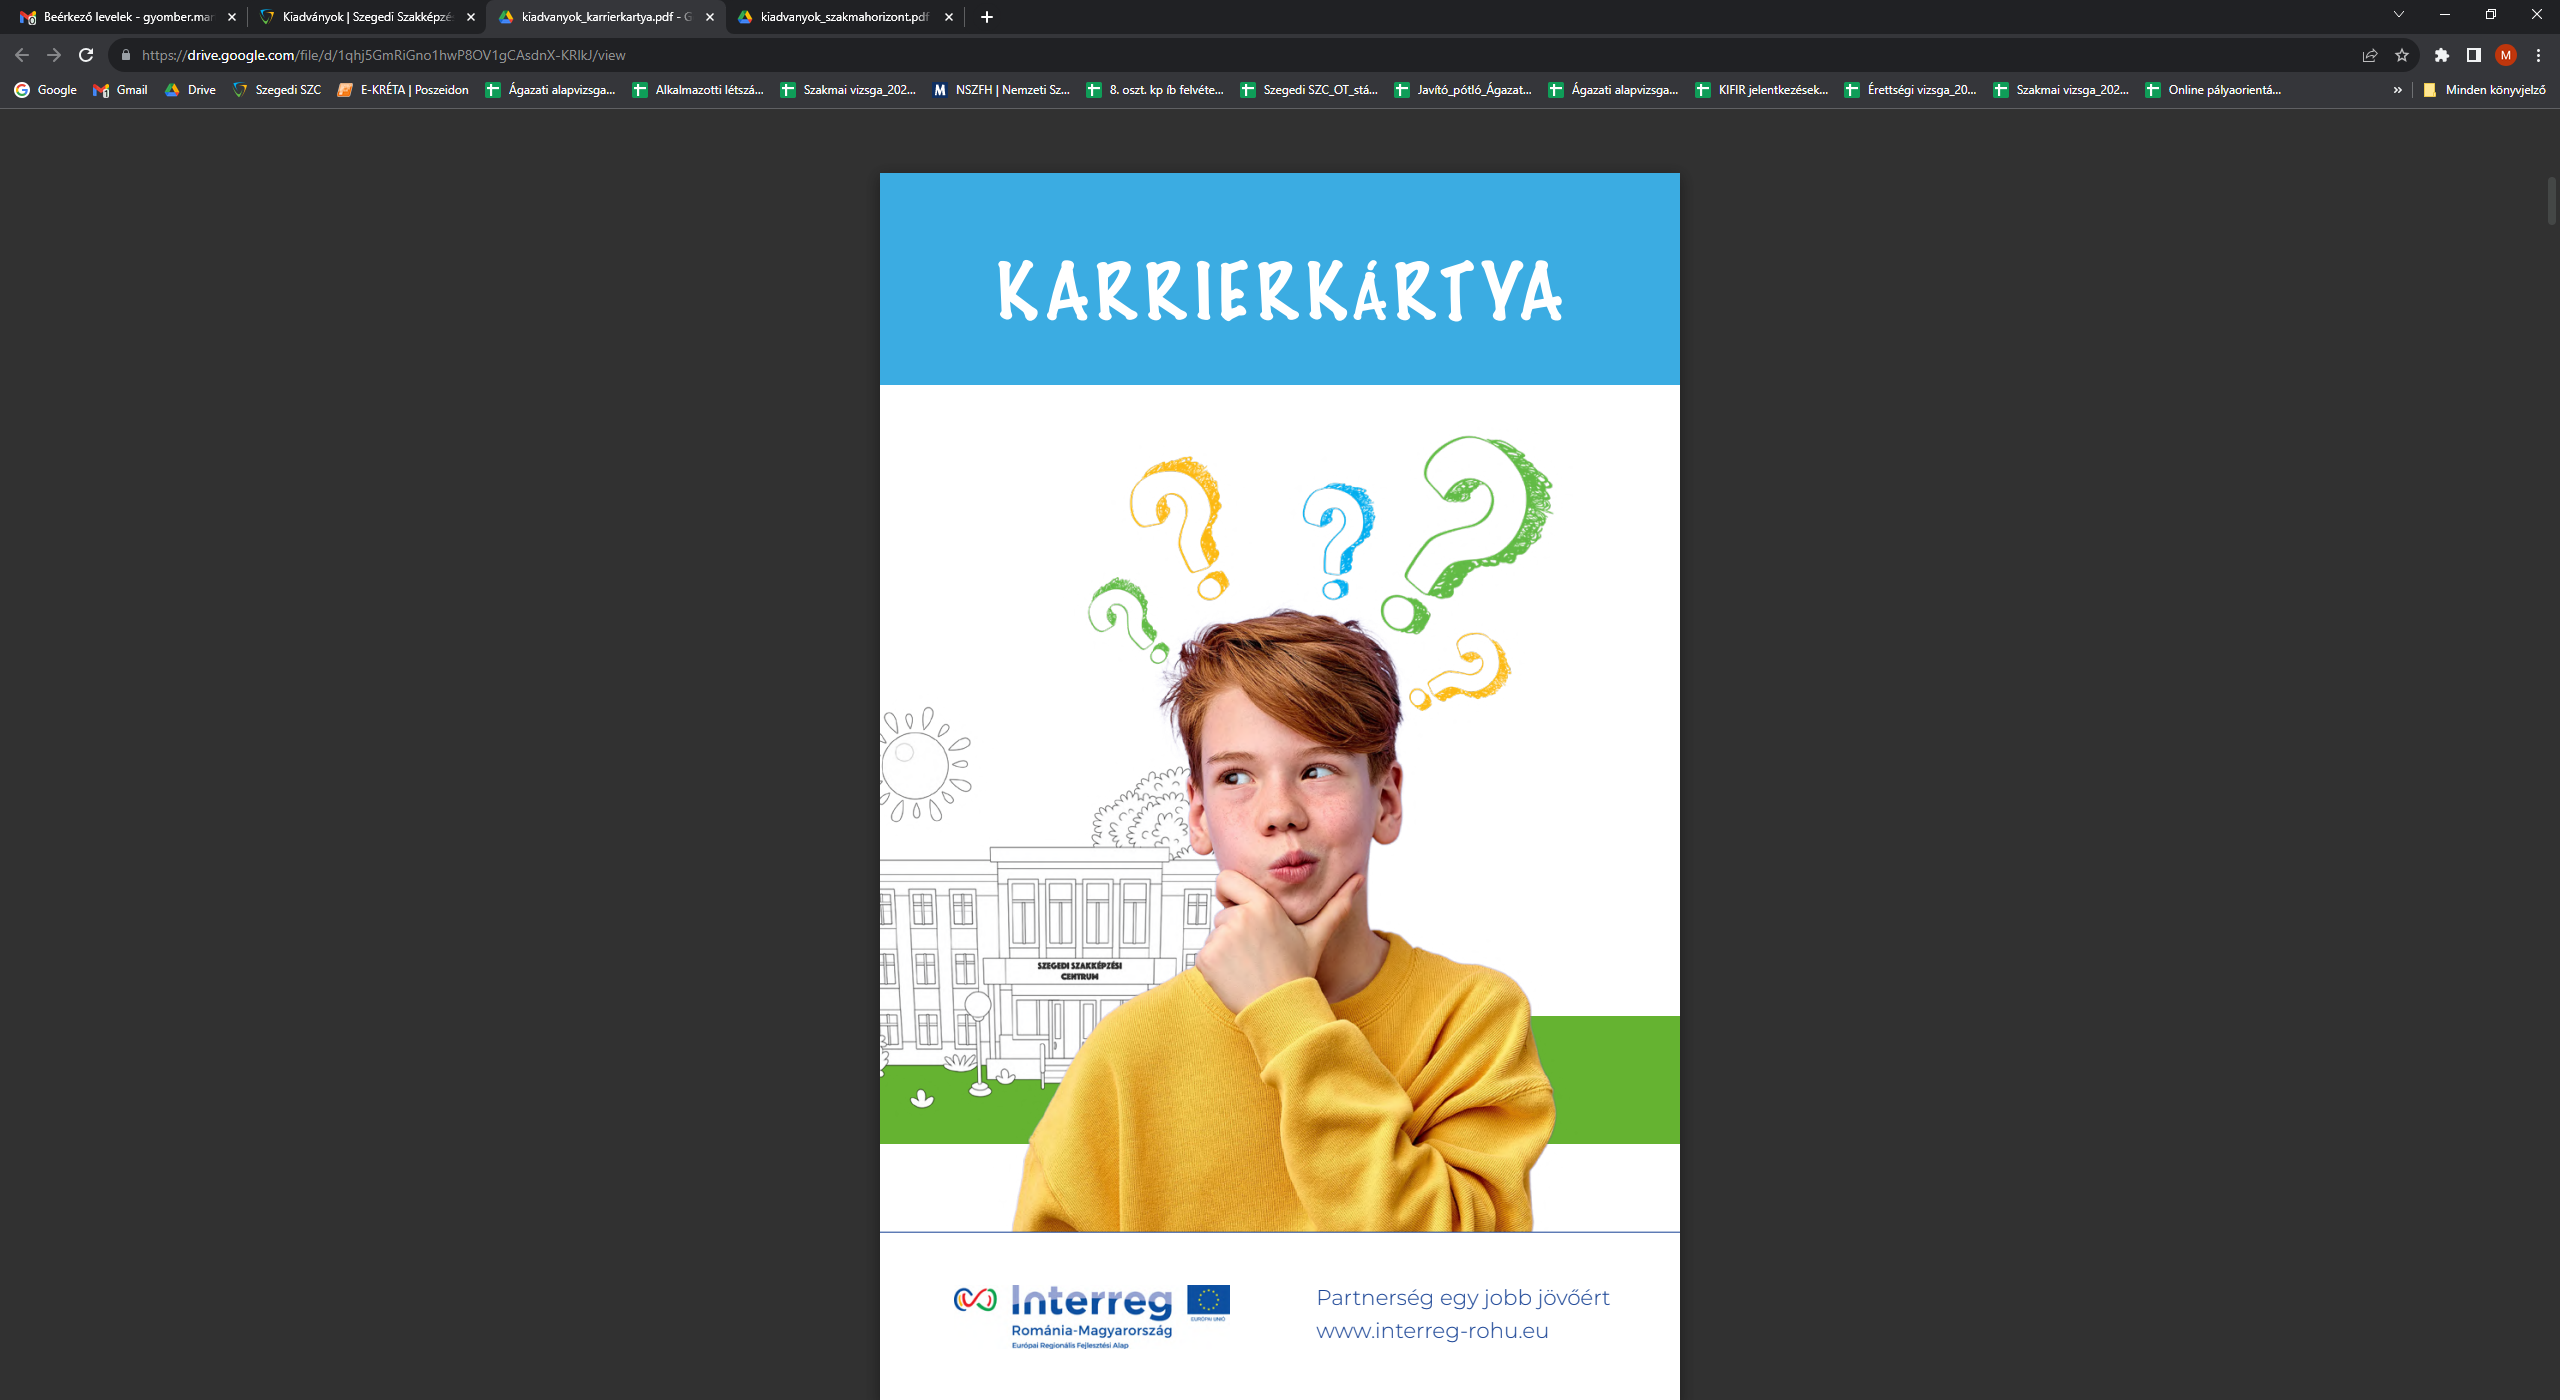 Beérkező levelek - gyomber.mar
Kiadványok | Szegedi Szakképzé
kiadvanyok_karrierkartya.pdf - G
kiadvanyok_szakmahorizont.pdf
https://drive.google.com/file/d/1qhj5GmRiGno1hwP8OV1gCAsdnX-KRlkJ/view
M
Google
Gmail
Drive
Szegedi SZC
E-KRÉTA | Poszeidon
Ágazati alapvizsga...
Alkalmazotti létszá...
Szakmai vizsga_202...
M NSZFH | Nemzeti Sz...
8. oszt. kp íb felvéte...
Szegedi SZC_OT_stá...
Javító_pótló_Ágazat...
Ágazati alapvizsga...
KIFIR jelentkezések...
Érettségi vizsga_20...
Szakmai vizsga_202...
Online pályaorientá...
»
Minden könyvjelző
KARRIERKÁRTYA
SZEGEDI SZAKKÉPZÉSI
CENTRUM
Interreg
EURÓPAI UNIÓ
Románia-Magyarország
Európai Regionális Fejlesztési Alap
Partnerség egy jobb jövőért
www.interreg-rohu.eu